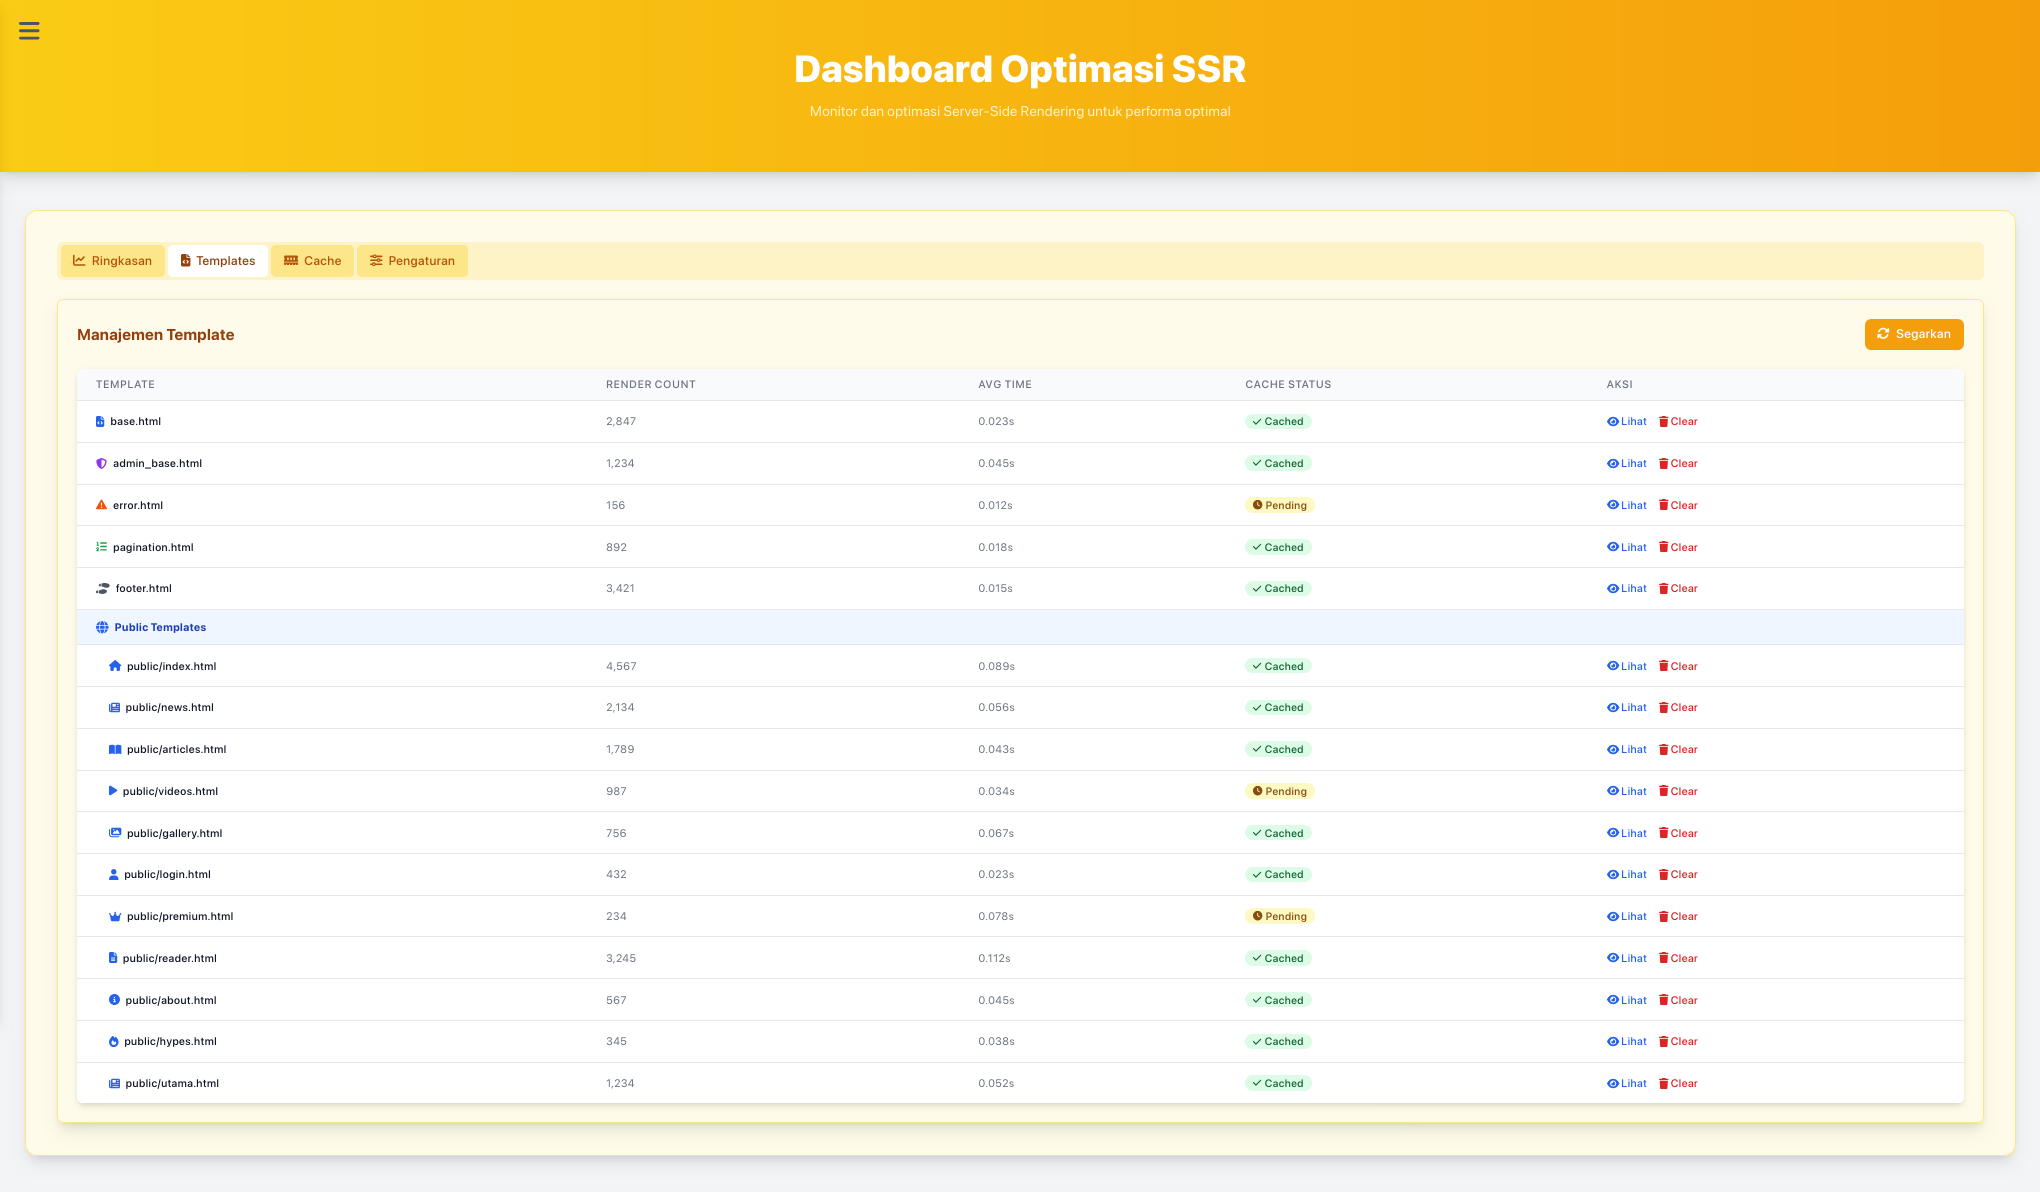 Dashboard Optimasi SSR
Monitor dan optimasi Server-Side Rendering untuk performa optimal
Ringkasan Templates Cache Pengaturan
Manajemen Template Segarkan
TEMPLATE RENDER COUNT AVG TIME CACHE STATUS AKSI
base.html 2,847 0.023s Cached Lihat Clear
admin_base.html 1,234 0.045s Cached Lihat Clear
error.html 156 0.012s Pending Lihat Clear
pagination.html 892 0.018s Cached Lihat Clear
footer.html 3,421 0.015s Cached Lihat Clear
Public Templates
public/index.html 4,567 0.089s Cached Lihat Clear
public/news.html 2,134 0.056s Cached Lihat Clear
public/articles.html 1,789 0.043s Cached Lihat Clear
public/videos.html 987 0.034s Pending Lihat Clear
public/gallery.html 756 0.067s Cached Lihat Clear
public/login.html 432 0.023s Cached Lihat Clear
public/premium.html 234 0.078s Pending Lihat Clear
public/reader.html 3,245 0.112s Cached Lihat Clear
public/about.html 567 0.045s Cached Lihat Clear
public/hypes.html 345 0.038s Cached Lihat Clear
public/utama.html 1,234 0.052s Cached Lihat Clear